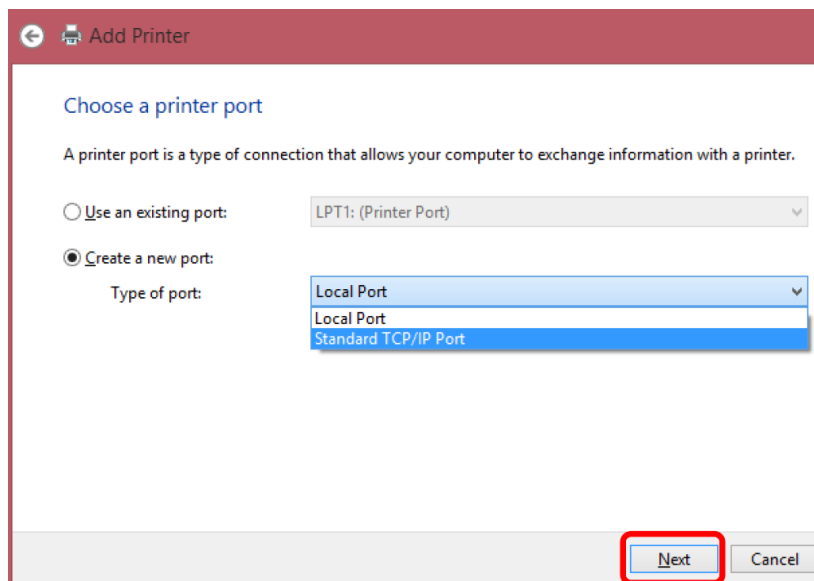 Add Printer
Choose a printer port
A printer port is a type of connection that allows your computer to exchange information with a printer.
Use an existing port: LPT1: (Printer Port)
Create a new port:
Type of port: Local Port
Local Port
Standard TCP/IP Port
Next Cancel